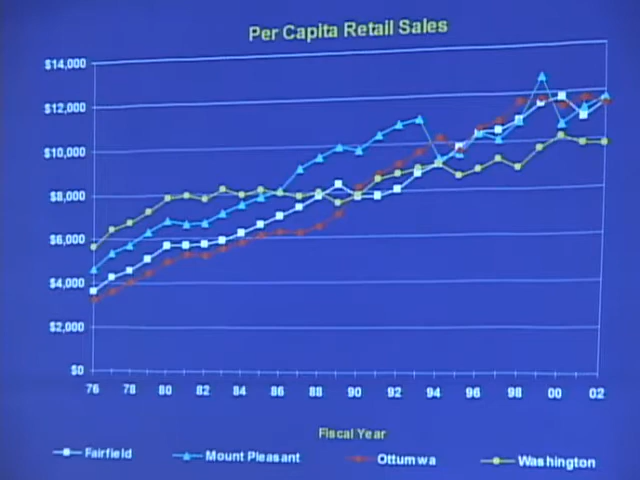 Per Capita Retail Sales
$14,000
$12,000
$10,000
$8,000
$6,000
$4,000
$2,000
$0
76 78 80 82 84 86 88 90 92 94 96 98 00 02
Fiscal Year
Fairfield Mount Pleasant Ottumwa Washington